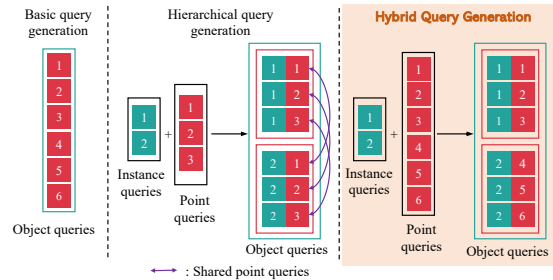 Basic query
generation
1
2
3
4
5
6
Object queries
Hierarchical query
generation
1
2
Instance
queries
+
1
2
3
Point
queries
1 1
1 2
1 3
2 1
2 2
2 3
Object queries
: Shared point queries
Hybrid Query Generation
1
2
Instance
queries
+
1
2
3
4
5
6
Point
queries
1 1
1 2
1 3
2 4
2 5
2 6
Object queries